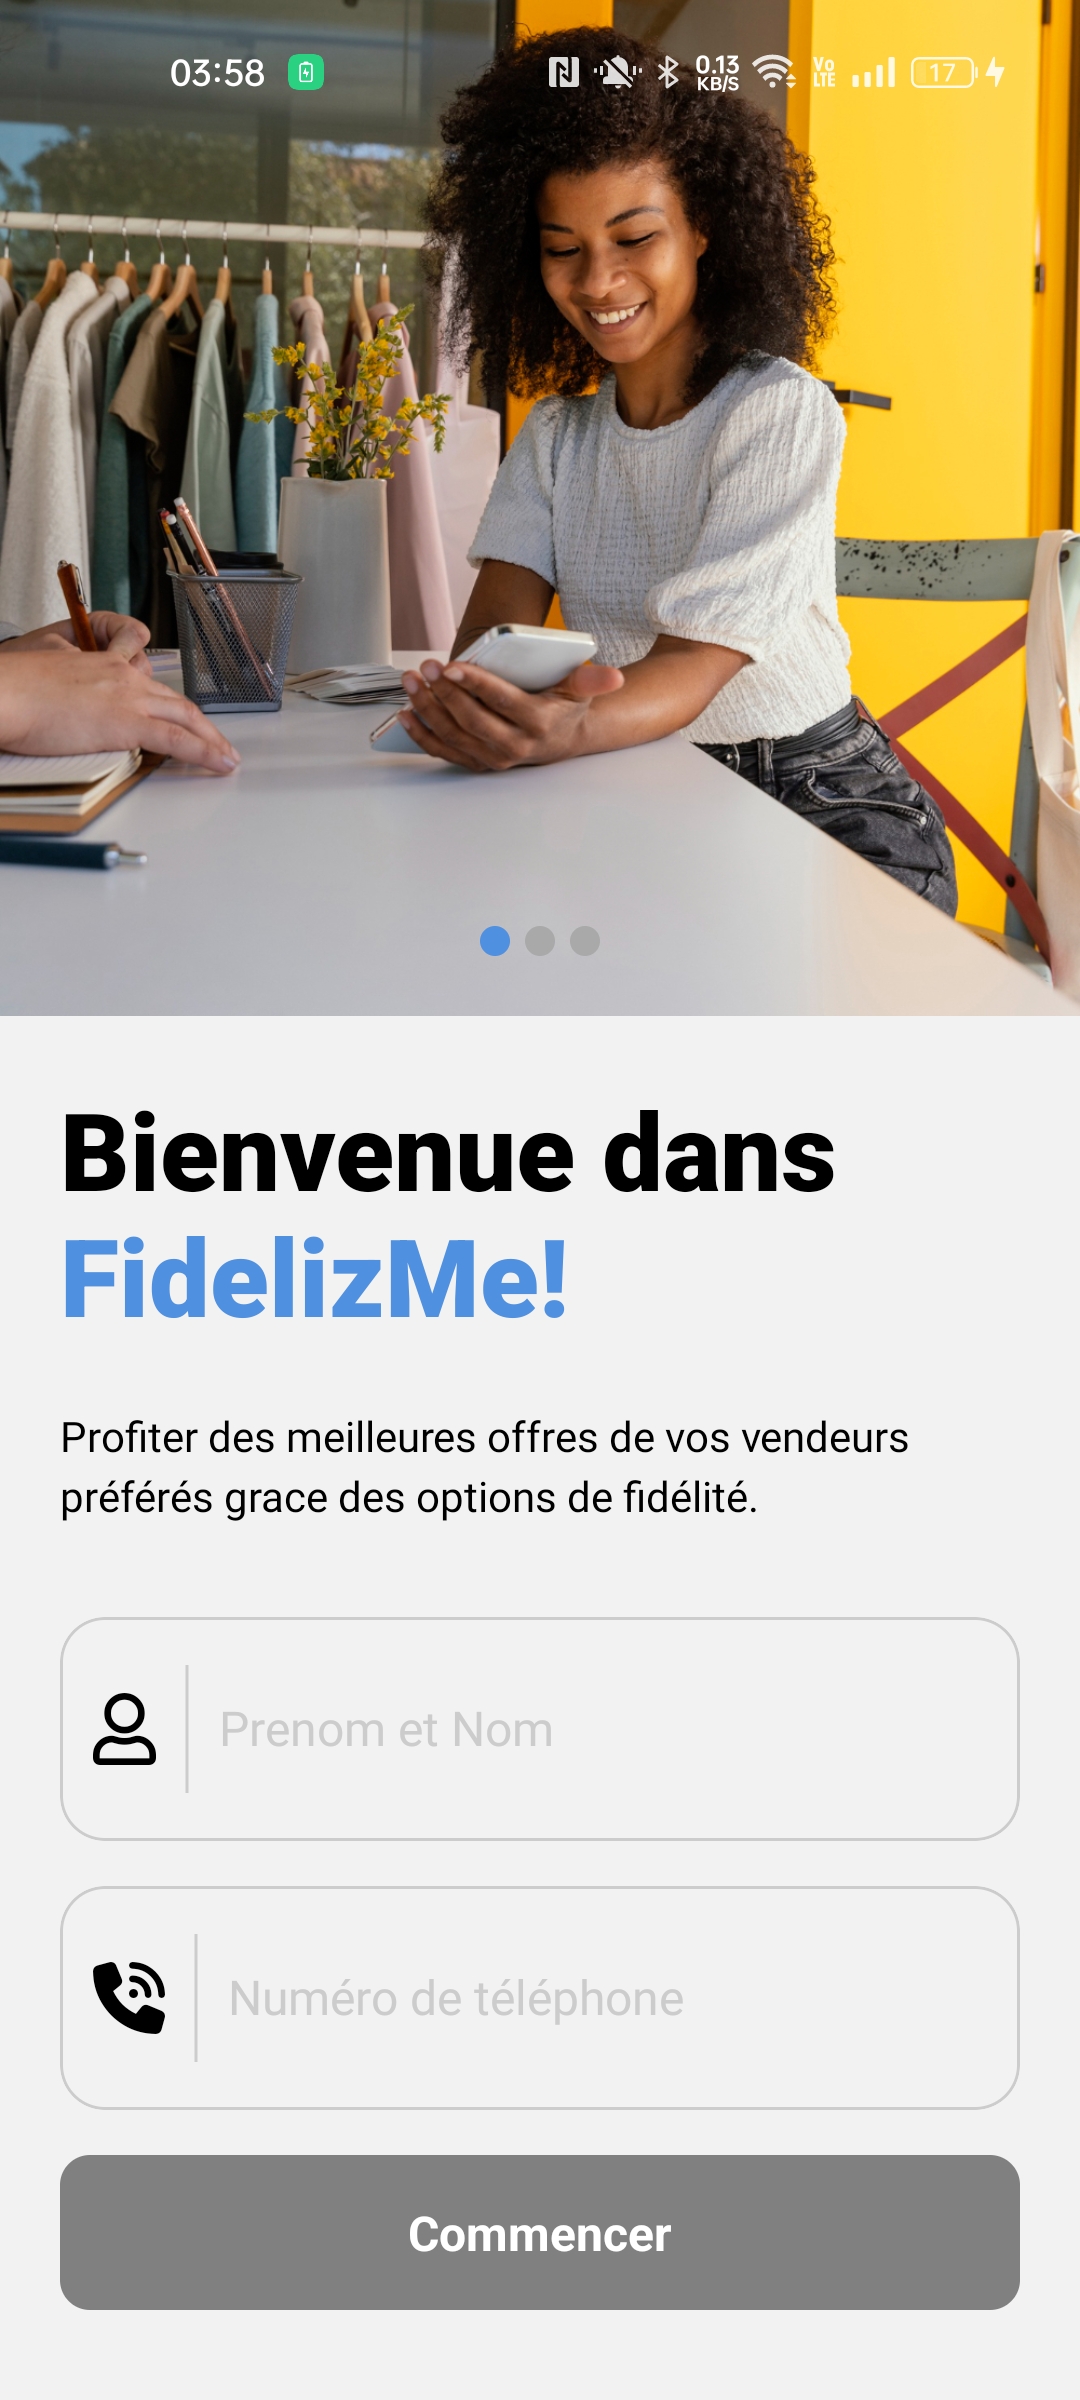 03:58 0.13 KB/S Vo LTE 17
Bienvenue dans
FidelizMe!
Profiter des meilleures offres de vos vendeurs
préférés grace des options de fidélité.
Prenom et Nom
Numéro de téléphone
Commencer